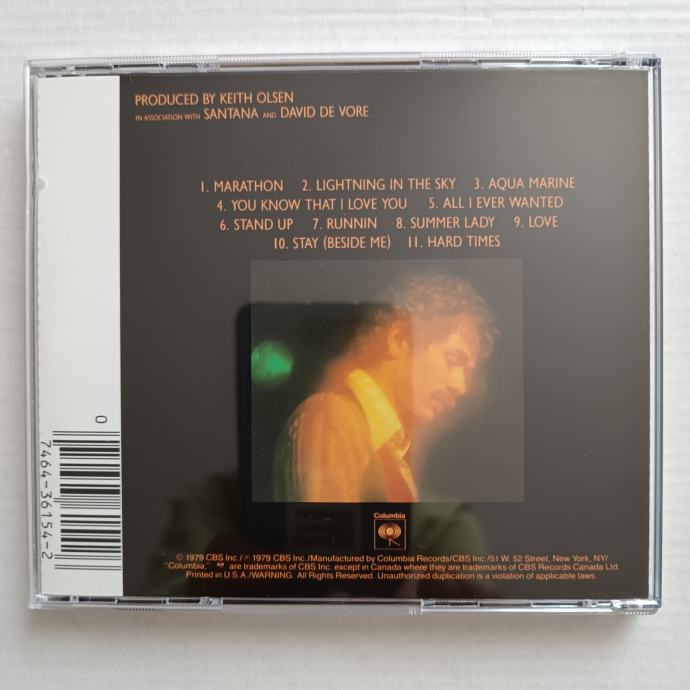 PRODUCED BY KEITH OLSEN
IN ASSOCIATION WITH SANTANA AND DAVID DE VORE
1. MARATHON 2. LIGHTNING IN THE SKY 3. AQUA MARINE
4. YOU KNOW THAT I LOVE YOU 5. ALL I EVER WANTED
6. STAND UP 7. RUNNIN 8. SUMMER LADY 9. LOVE
10. STAY (BESIDE ME) 11. HARD TIMES
0
7464-36154-2
Columbia
© 1979 CBS Inc./℗ 1979 CBS Inc./Manufactured by Columbia Records/CBS Inc./51 W. 52 Street, New York, NY/
"Columbia," are trademarks of CBS Inc. except in Canada where they are trademarks of CBS Records Canada Ltd
Printed in U.S.A./WARNING: All Rights Reserved. Unauthorized duplication is a violation of applicable laws.